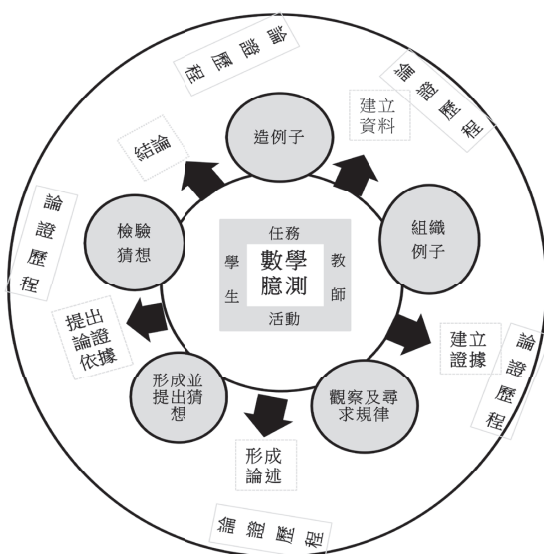 論證歷程
論證歷程
建立
資料
造例子
結論
論證歷程
檢驗
猜想
組織
例子
任務
學生
數學
臆測
教師
活動
提出
論證
依據
建立
證據
論證歷程
形成並
提出猜
想
觀察及尋
求規律
形成
論述
論證歷程